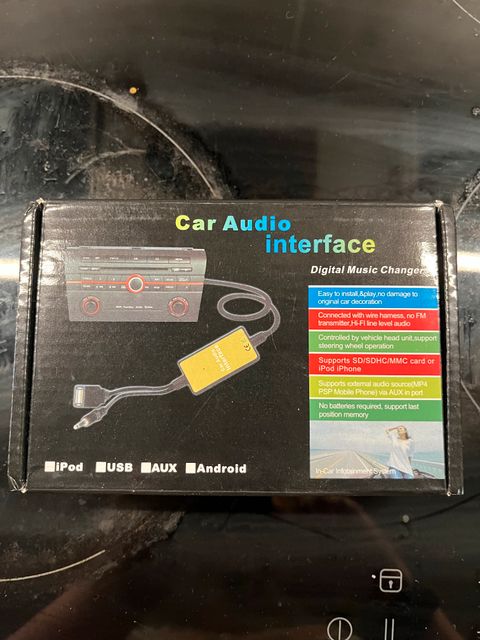 Car Audio
interface
Digital Music Changer
Easy to install,&play,no damage to
original car decoration
Connected with wire harness, no FM
transmitter,Hi-Fi line level audio
Controlled by vehicle head unit,support
steering wheel operation
Supports SD/SDHC/MMC card or
iPod iPhone
Supports external audio source(MP4
PSP Mobile Phone) via AUX in port
No batteries required, support last
position memory
Car Audio
Interface
In-Car Infotainment System
iPod USB AUX Android